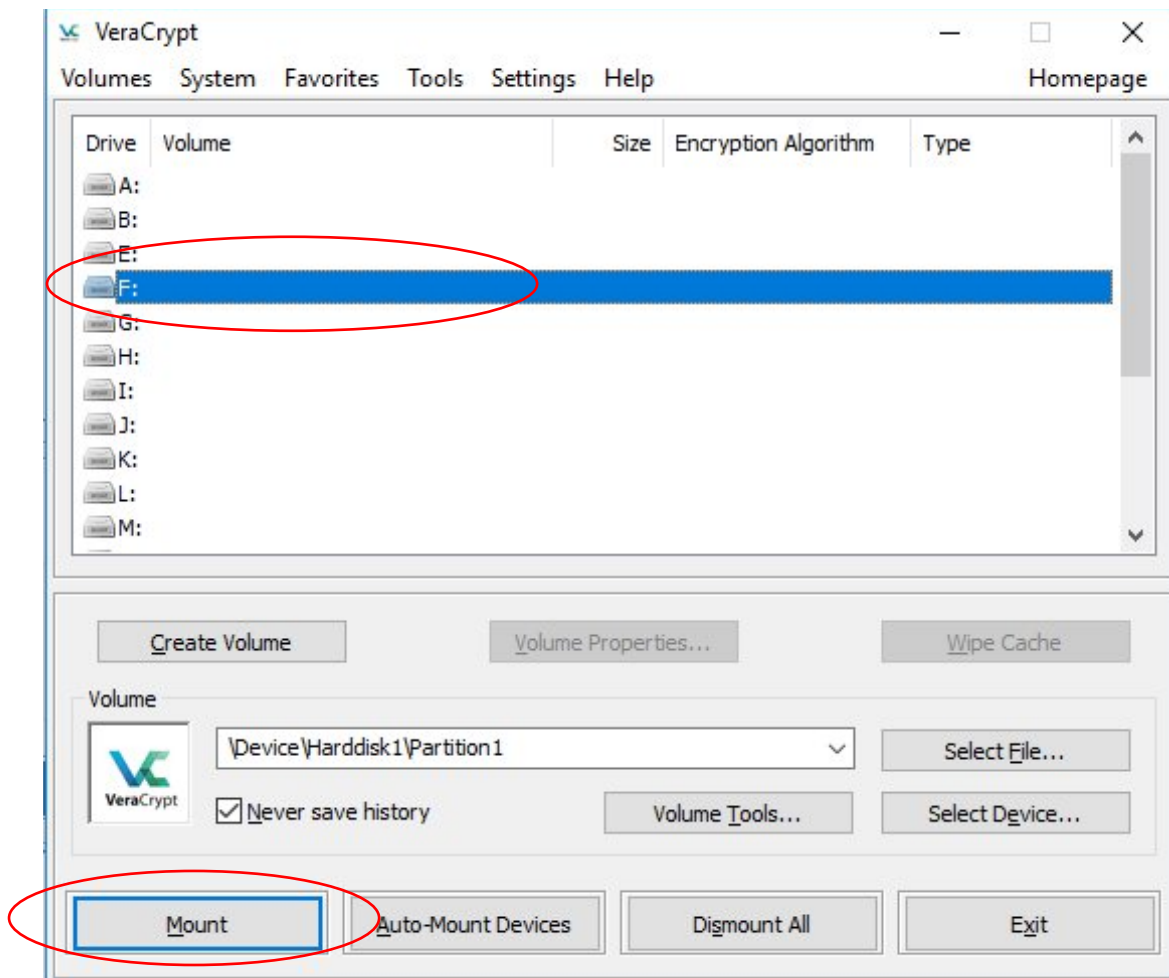 VeraCrypt
Volumes System Favorites Tools Settings Help Homepage
Drive Volume Size Encryption Algorithm Type
A:
B:
E:
F:
G:
H:
I:
J:
K:
L:
M:
Create Volume Volume Properties... Wipe Cache
Volume
\Device\Harddisk1\Partition1 Select File...
VeraCrypt
Never save history Volume Tools... Select Device...
Mount Auto-Mount Devices Dismount All Exit